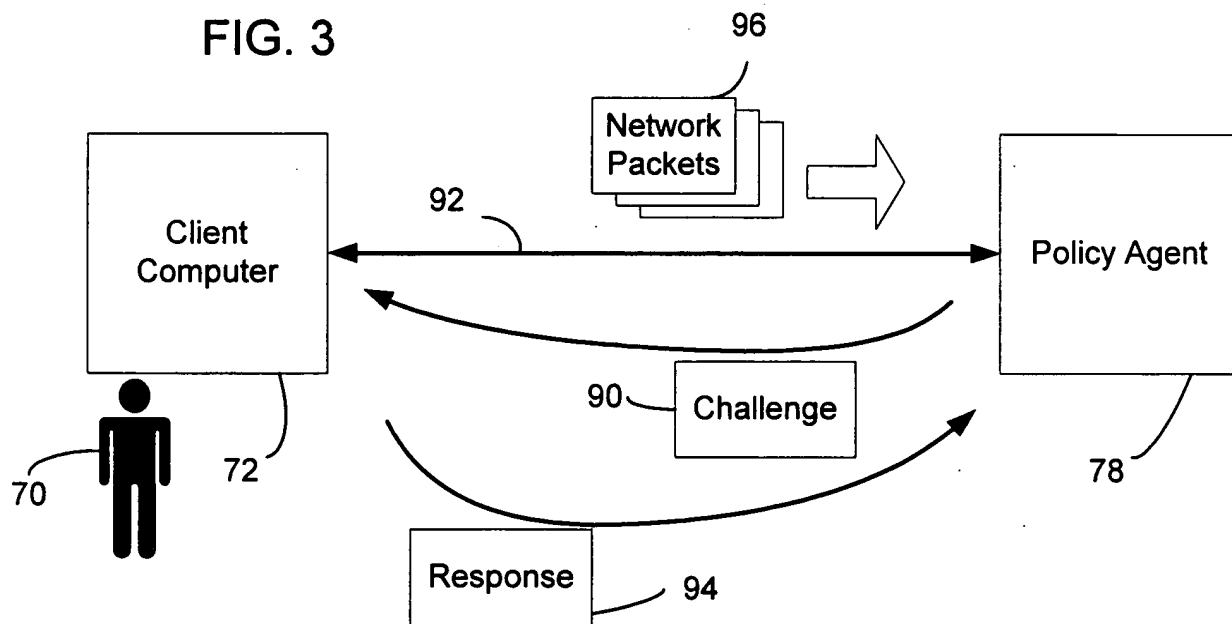 FIG. 3
96
Network
Packets
92
Client
Computer
Policy Agent
90
Challenge
70
72
78
Response
94